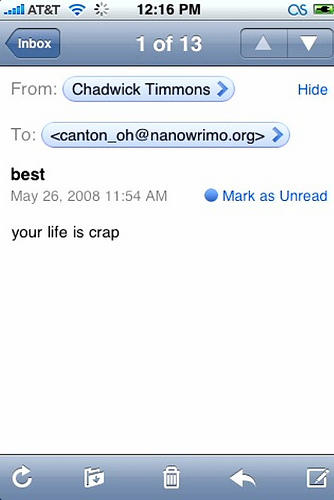 AT&T 12:16 PM
Inbox 1 of 13
From: Chadwick Timmons Hide
To: <canton_oh@nanowrimo.org>
best
May 26, 2008 11:54 AM Mark as Unread
your life is crap